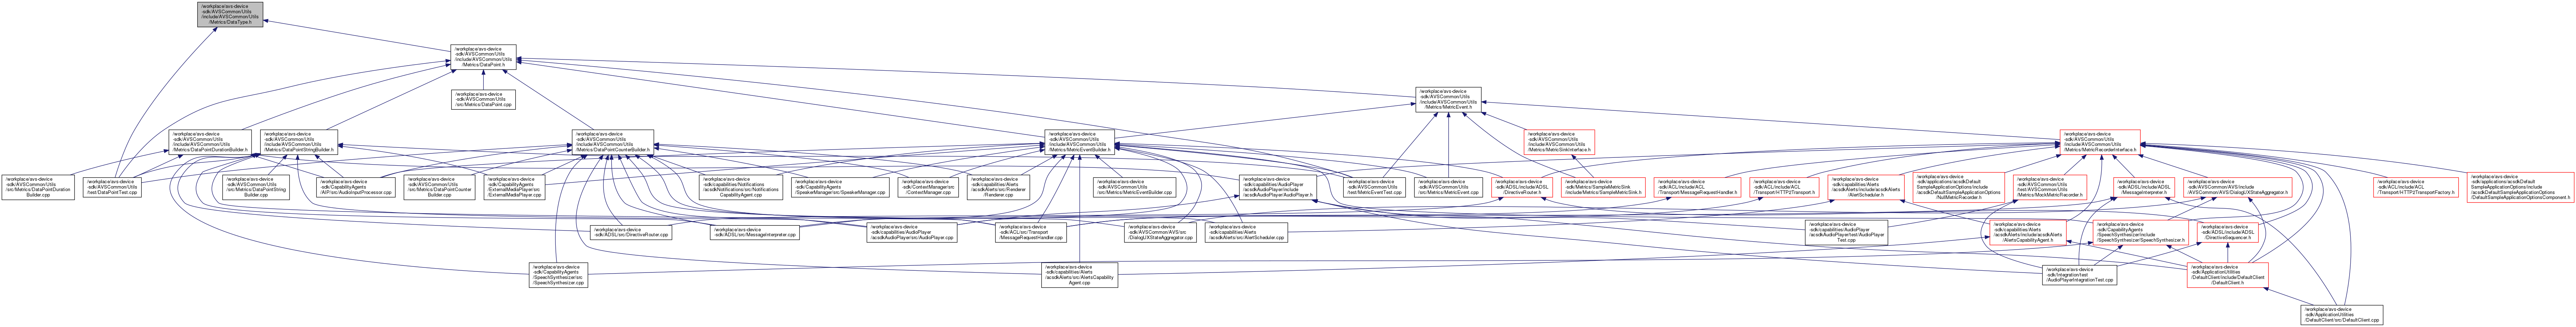 /workplace/avs-device
-sdk/AVSCommon/Utils
/include/AVSCommon/Utils
/Metrics/DataType.h
/workplace/avs-device
-sdk/AVSCommon/Utils
/include/AVSCommon/Utils
/Metrics/DataPoint.h
/workplace/avs-device
-sdk/AVSCommon/Utils
/src/Metrics/DataPoint.cpp
/workplace/avs-device
-sdk/AVSCommon/Utils
/include/AVSCommon/Utils
/Metrics/MetricEvent.h
/workplace/avs-device
-sdk/AVSCommon/Utils
/include/AVSCommon/Utils
/Metrics/DataPointDurationBuilder.h
/workplace/avs-device
-sdk/AVSCommon/Utils
/include/AVSCommon/Utils
/Metrics/DataPointStringBuilder.h
/workplace/avs-device
-sdk/AVSCommon/Utils
/include/AVSCommon/Utils
/Metrics/DataPointCounterBuilder.h
/workplace/avs-device
-sdk/AVSCommon/Utils
/include/AVSCommon/Utils
/Metrics/MetricEventBuilder.h
/workplace/avs-device
-sdk/AVSCommon/Utils
/include/AVSCommon/Utils
/Metrics/MetricSinkInterface.h
/workplace/avs-device
-sdk/AVSCommon/Utils
/include/AVSCommon/Utils
/Metrics/MetricRecorderInterface.h
/workplace/avs-device
-sdk/AVSCommon/Utils
/src/Metrics/DataPointDuration
Builder.cpp
/workplace/avs-device
-sdk/AVSCommon/Utils
/test/DataPointTest.cpp
/workplace/avs-device
-sdk/AVSCommon/Utils
/src/Metrics/DataPointString
Builder.cpp
/workplace/avs-device
-sdk/CapabilityAgents
/AIP/src/AudioInputProcessor.cpp
/workplace/avs-device
-sdk/AVSCommon/Utils
/src/Metrics/DataPointCounter
Builder.cpp
/workplace/avs-device
-sdk/CapabilityAgents
/ExternalMediaPlayer/src
/ExternalMediaPlayer.cpp
/workplace/avs-device
-sdk/capabilities/Notifications
/acsdkNotifications/src/Notifications
CapabilityAgent.cpp
/workplace/avs-device
-sdk/CapabilityAgents
/SpeakerManager/src/SpeakerManager.cpp
/workplace/avs-device
-sdk/ContextManager/src
/ContextManager.cpp
/workplace/avs-device
-sdk/capabilities/Alerts
/acsdkAlerts/src/Renderer
/Renderer.cpp
/workplace/avs-device
-sdk/AVSCommon/Utils
/src/Metrics/MetricEventBuilder.cpp
/workplace/avs-device
-sdk/capabilities/AudioPlayer
/acsdkAudioPlayer/include
/acsdkAudioPlayer/AudioPlayer.h
/workplace/avs-device
-sdk/AVSCommon/Utils
/test/MetricEventTest.cpp
/workplace/avs-device
-sdk/AVSCommon/Utils
/src/Metrics/MetricEvent.cpp
/workplace/avs-device
-sdk/ADSL/include/ADSL
/DirectiveRouter.h
/workplace/avs-device
-sdk/Metrics/SampleMetricSink
/include/Metrics/SampleMetricSink.h
/workplace/avs-device
-sdk/ACL/include/ACL
/Transport/MessageRequestHandler.h
/workplace/avs-device
-sdk/ACL/include/ACL
/Transport/HTTP2Transport.h
/workplace/avs-device
-sdk/capabilities/Alerts
/acsdkAlerts/include/acsdkAlerts
/AlertScheduler.h
/workplace/avs-device
-sdk/applications/acsdkDefault
SampleApplicationOptions/include
/acsdkDefaultSampleApplicationOptions
/NullMetricRecorder.h
/workplace/avs-device
-sdk/AVSCommon/Utils
/test/AVSCommon/Utils
/Metrics/MockMetricRecorder.h
/workplace/avs-device
-sdk/ADSL/include/ADSL
/MessageInterpreter.h
/workplace/avs-device
-sdk/AVSCommon/AVS/include
/AVSCommon/AVS/DialogUXStateAggregator.h
/workplace/avs-device
-sdk/ACL/include/ACL
/Transport/HTTP2TransportFactory.h
/workplace/avs-device
-sdk/applications/acsdkDefault
SampleApplicationOptions/include
/acsdkDefaultSampleApplicationOptions
/DefaultSampleApplicationOptionsComponent.h
/workplace/avs-device
-sdk/ADSL/src/DirectiveRouter.cpp
/workplace/avs-device
-sdk/ADSL/src/MessageInterpreter.cpp
/workplace/avs-device
-sdk/capabilities/AudioPlayer
/acsdkAudioPlayer/src/AudioPlayer.cpp
/workplace/avs-device
-sdk/ACL/src/Transport
/MessageRequestHandler.cpp
/workplace/avs-device
-sdk/AVSCommon/AVS/src
/DialogUXStateAggregator.cpp
/workplace/avs-device
-sdk/capabilities/Alerts
/acsdkAlerts/src/AlertScheduler.cpp
/workplace/avs-device
-sdk/capabilities/AudioPlayer
/acsdkAudioPlayer/test/AudioPlayer
Test.cpp
/workplace/avs-device
-sdk/capabilities/Alerts
/acsdkAlerts/include/acsdkAlerts
/AlertsCapabilityAgent.h
/workplace/avs-device
-sdk/CapabilityAgents
/SpeechSynthesizer/include
/SpeechSynthesizer/SpeechSynthesizer.h
/workplace/avs-device
-sdk/ADSL/include/ADSL
/DirectiveSequencer.h
/workplace/avs-device
-sdk/CapabilityAgents
/SpeechSynthesizer/src
/SpeechSynthesizer.cpp
/workplace/avs-device
-sdk/capabilities/Alerts
/acsdkAlerts/src/AlertsCapability
Agent.cpp
/workplace/avs-device
-sdk/Integration/test
/AudioPlayerIntegrationTest.cpp
/workplace/avs-device
-sdk/ApplicationUtilities
/DefaultClient/include/DefaultClient
/DefaultClient.h
/workplace/avs-device
-sdk/ApplicationUtilities
/DefaultClient/src/DefaultClient.cpp